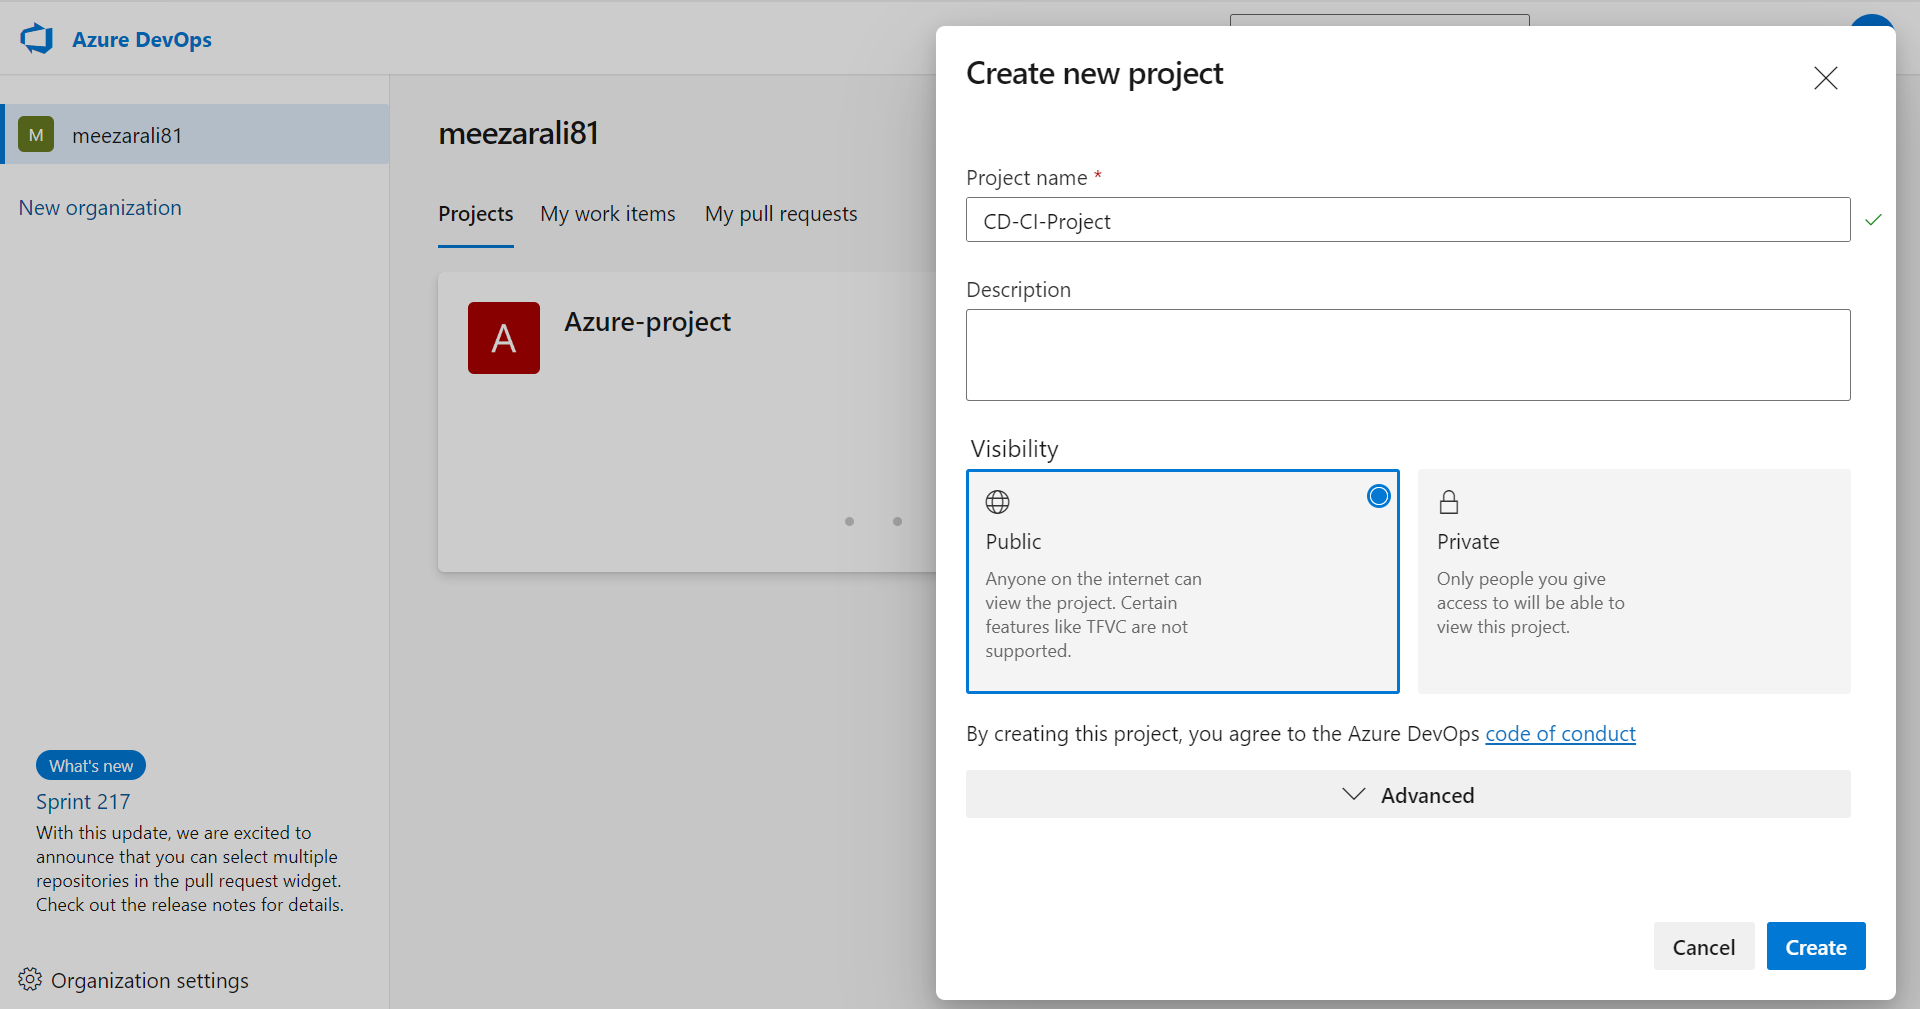 Azure DevOps
M
meezarali81
New organization
What's new
Sprint 217
With this update, we are excited to
announce that you can select multiple
repositories in the pull request widget.
Check out the release notes for details.
Organization settings
meezarali81
Projects My work items My pull requests
A
Azure-project
Create new project
Project name *
CD-CI-Project
Description
Visibility
Public
Anyone on the internet can
view the project. Certain
features like TFVC are not
supported.
Private
Only people you give
access to will be able to
view this project.
By creating this project, you agree to the Azure DevOps code of conduct
Advanced
Cancel
Create